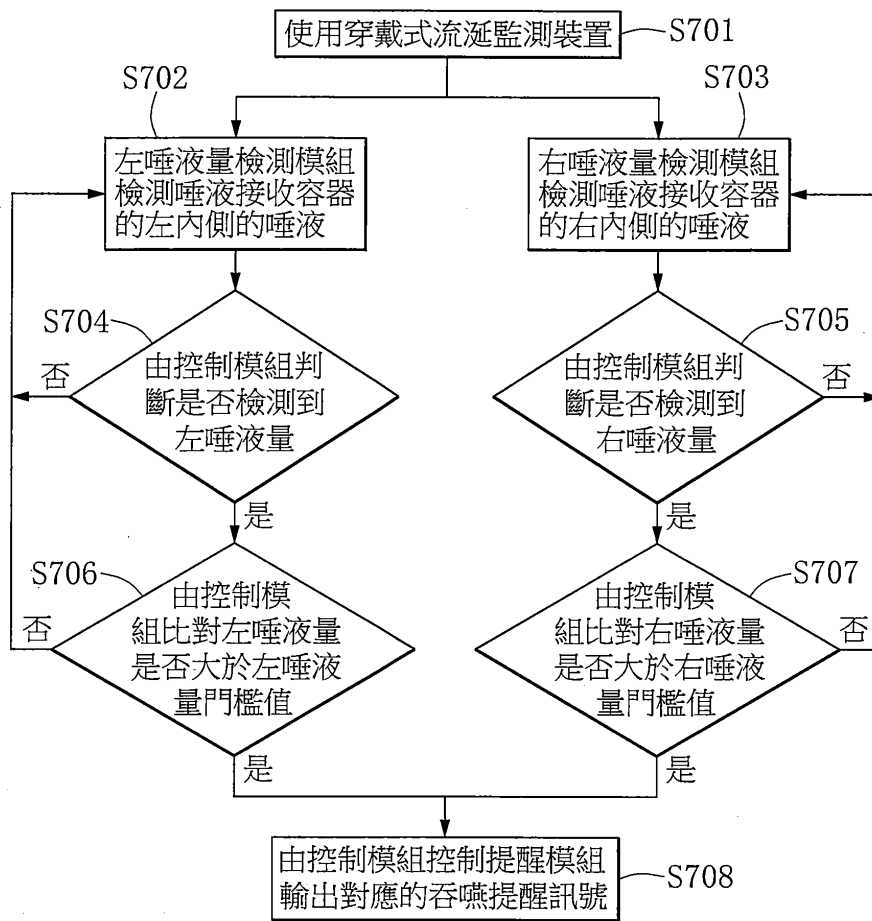 使用穿戴式流涎監測裝置
S701
S702
S703
左唾液量檢測模組
檢測唾液接收容器
的左內側的唾液
右唾液量檢測模組
檢測唾液接收容器
的右內側的唾液
S704
S705
由控制模組判
斷是否檢測到
左唾液量
否
由控制模組判
斷是否檢測到
右唾液量
否
是
是
S706
S707
由控制模
組比對左唾液量
是否大於左唾液
量門檻值
否
由控制模
組比對右唾液量
是否大於右唾液
量門檻值
否
是
是
由控制模組控制提醒模組
輸出對應的吞嚥提醒訊號
S708